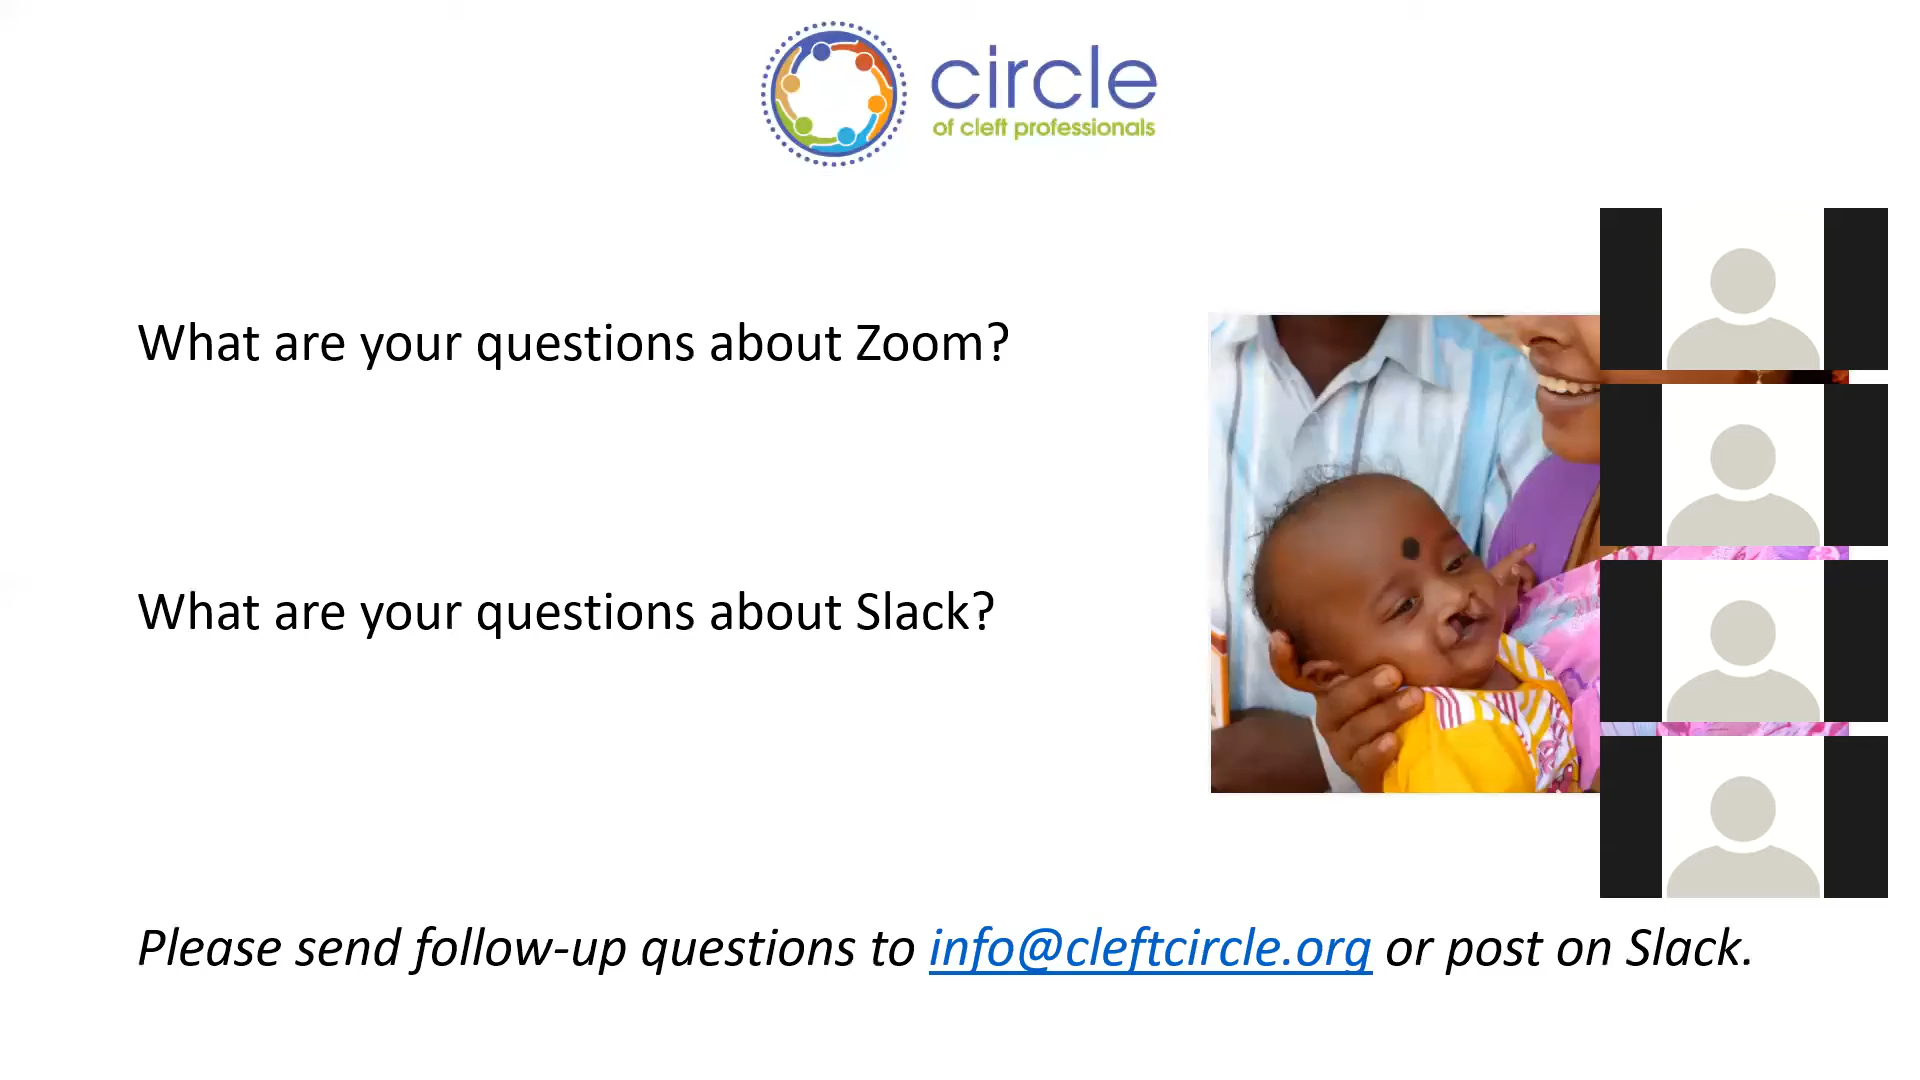 circle
of cleft professionals
What are your questions about Zoom?
What are your questions about Slack?
Please send follow-up questions to info@cleftcircle.org or post on Slack.